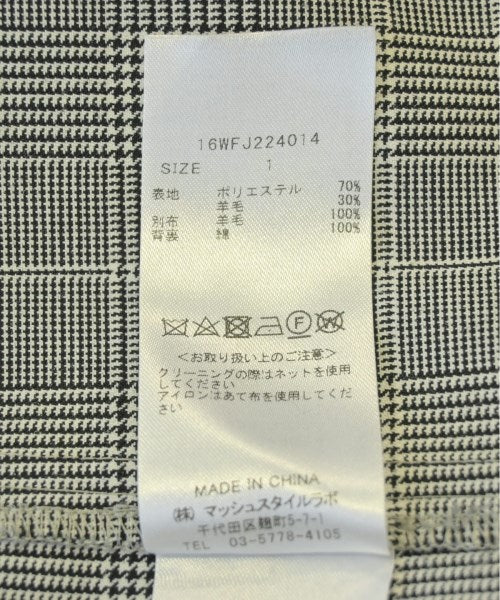 16WFJ224014
SIZE 1
表地 ポリエステル 70%
羊毛 30%
別布 羊毛 100%
背裏 綿 100%
F W
<お取り扱い上のご注意>
クリーニングの際はネットを使用
してください
アイロンはあて布を使用してくだ
さい
MADE IN CHINA
(株) マッシュスタイルラボ
千代田区麹町5-7-1
TEL 03-5778-4105